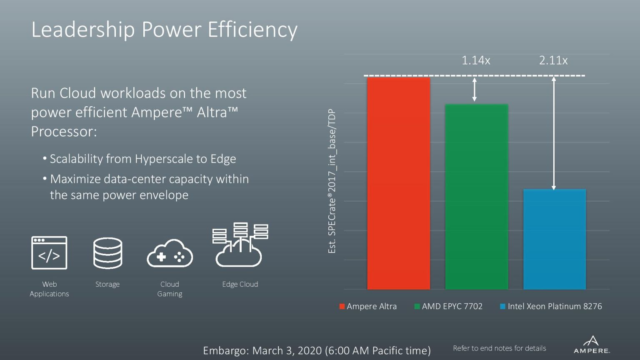 Leadership Power Efficiency
1.14x
2.11x
Run Cloud workloads on the most
power efficient Ampere™ Altra™
Processor:
• Scalability from Hyperscale to Edge
• Maximize data-center capacity within
the same power envelope
Est. SPECrate®2017_int_base/TDP
</>
Web
Applications
Storage
Cloud
Gaming
Edge Cloud
Ampere Altra
AMD EPYC 7702
Intel Xeon Platinum 8276
Embargo: March 3, 2020 (6:00 AM Pacific time)
Refer to end notes for details
AMPERE.